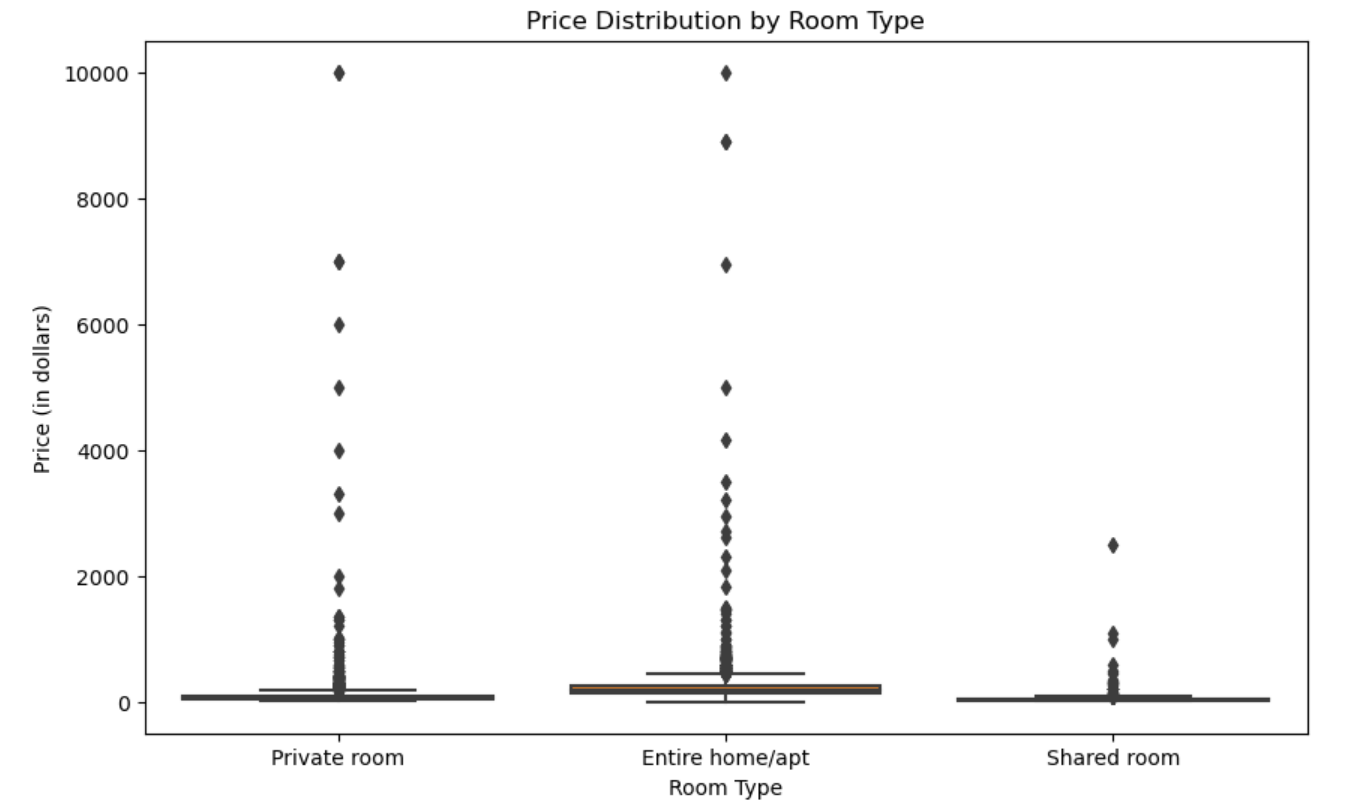 Price Distribution by Room Type
10000
8000
6000
4000
2000
0
Price (in dollars)
Private room
Entire home/apt
Shared room
Room Type